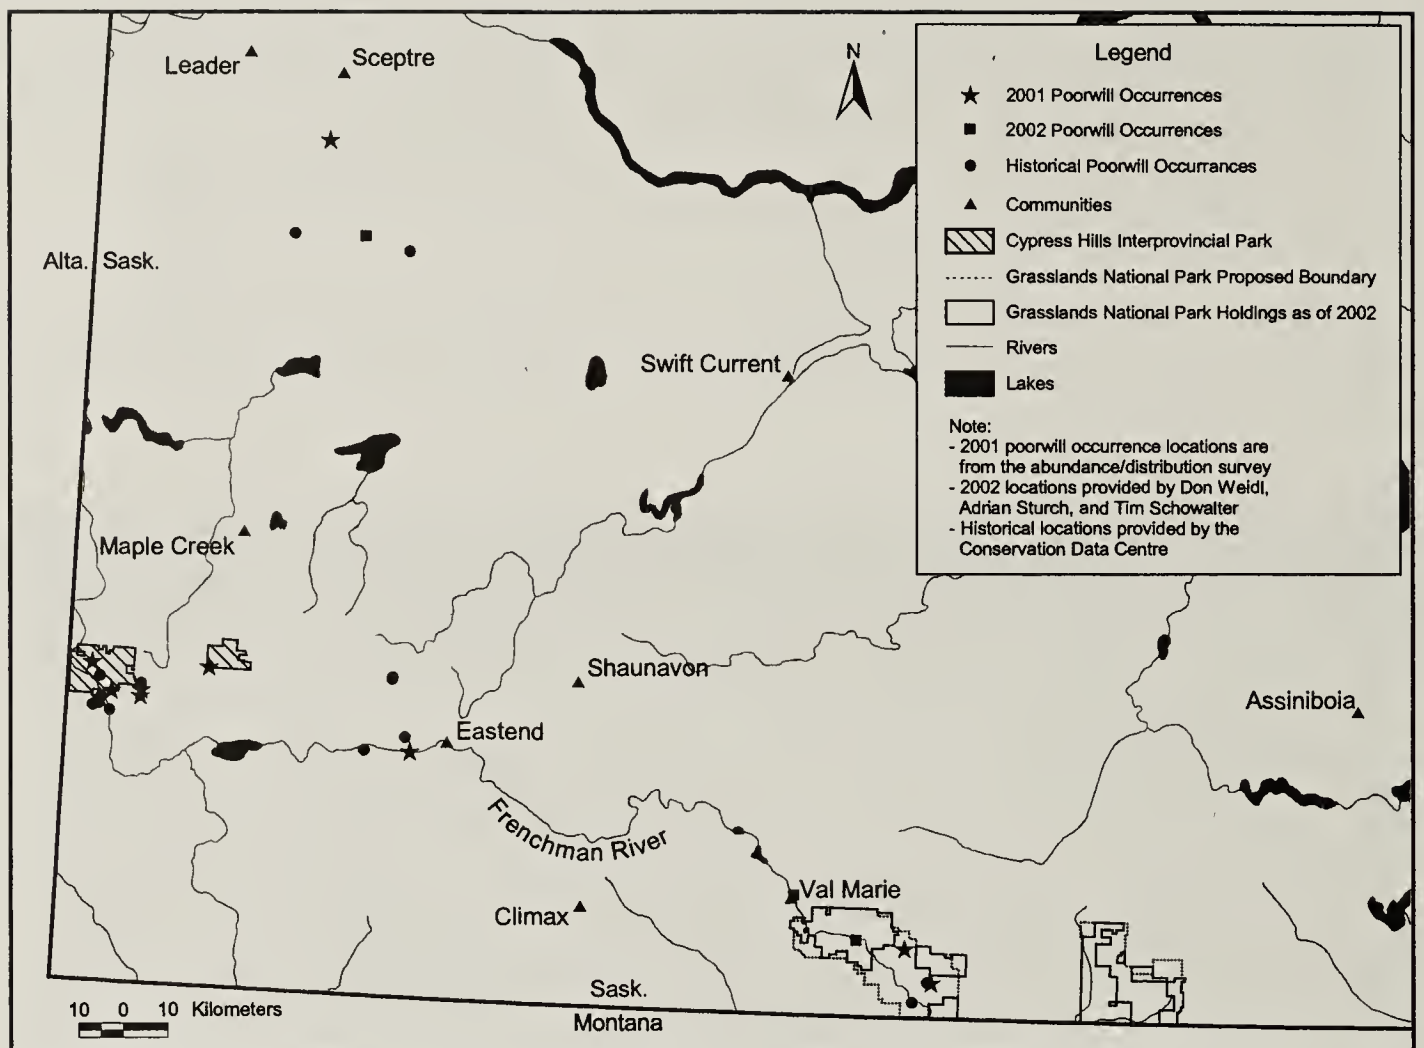 Leader
Sceptre
N
Alta. Sask.
Swift Current
Maple Creek
Shaunavon
Assiniboia
Eastend
Frenchman River
Val Marie
Climax
Sask.
Montana
10 0 10 Kilometers
Legend
2001 Poorwill Occurrences
2002 Poorwill Occurrences
Historical Poorwill Occurrances
Communities
Cypress Hills Interprovincial Park
Grasslands National Park Proposed Boundary
Grasslands National Park Holdings as of 2002
Rivers
Lakes
Note:
- 2001 poorwill occurrence locations are
from the abundance/distribution survey
- 2002 locations provided by Don Weidl,
Adrian Sturch, and Tim Schowalter
- Historical locations provided by the
Conservation Data Centre